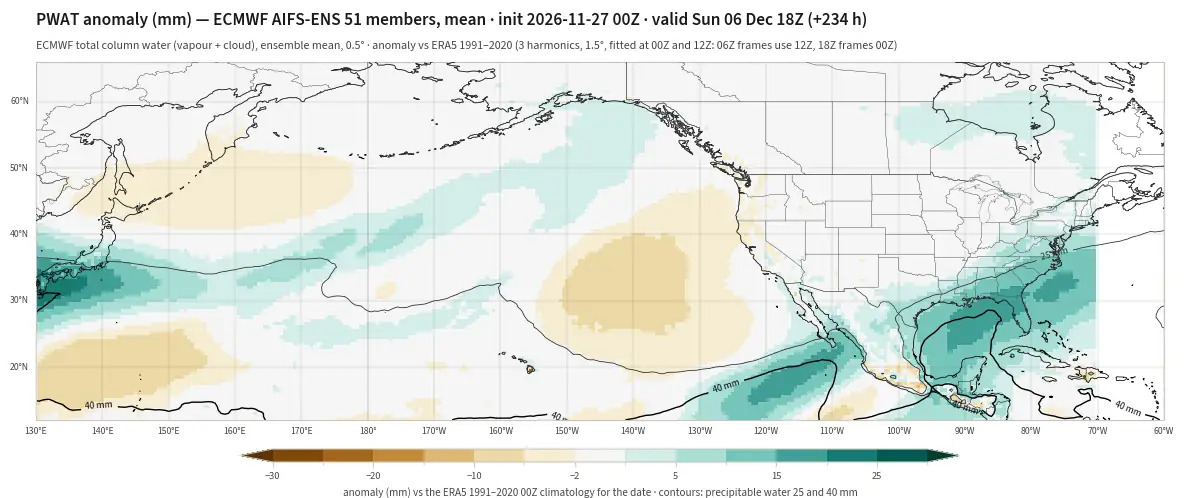 PWAT anomaly (mm) — ECMWF AIFS-ENS 51 members, mean · init 2026-11-27 00Z · valid Sun 06 Dec 18Z (+234 h)
ECMWF total column water (vapour + cloud), ensemble mean, 0.5° · anomaly vs ERA5 1991–2020 (3 harmonics, 1.5°, fitted at 00Z and 12Z: 06Z frames use 12Z, 18Z frames 00Z)
60°N
50°N
40°N
25 mm
30°N
20°N
40 mm
40 mm
40
40 mm
40 mm
130°E 140°E 150°E 160°E 170°E 180° 170°W 160°W 150°W 140°W 130°W 120°W 110°W 100°W 90°W 80°W 70°W 60°W
−30 −20 −10 −2 5 15 25
anomaly (mm) vs the ERA5 1991–2020 00Z climatology for the date · contours: precipitable water 25 and 40 mm